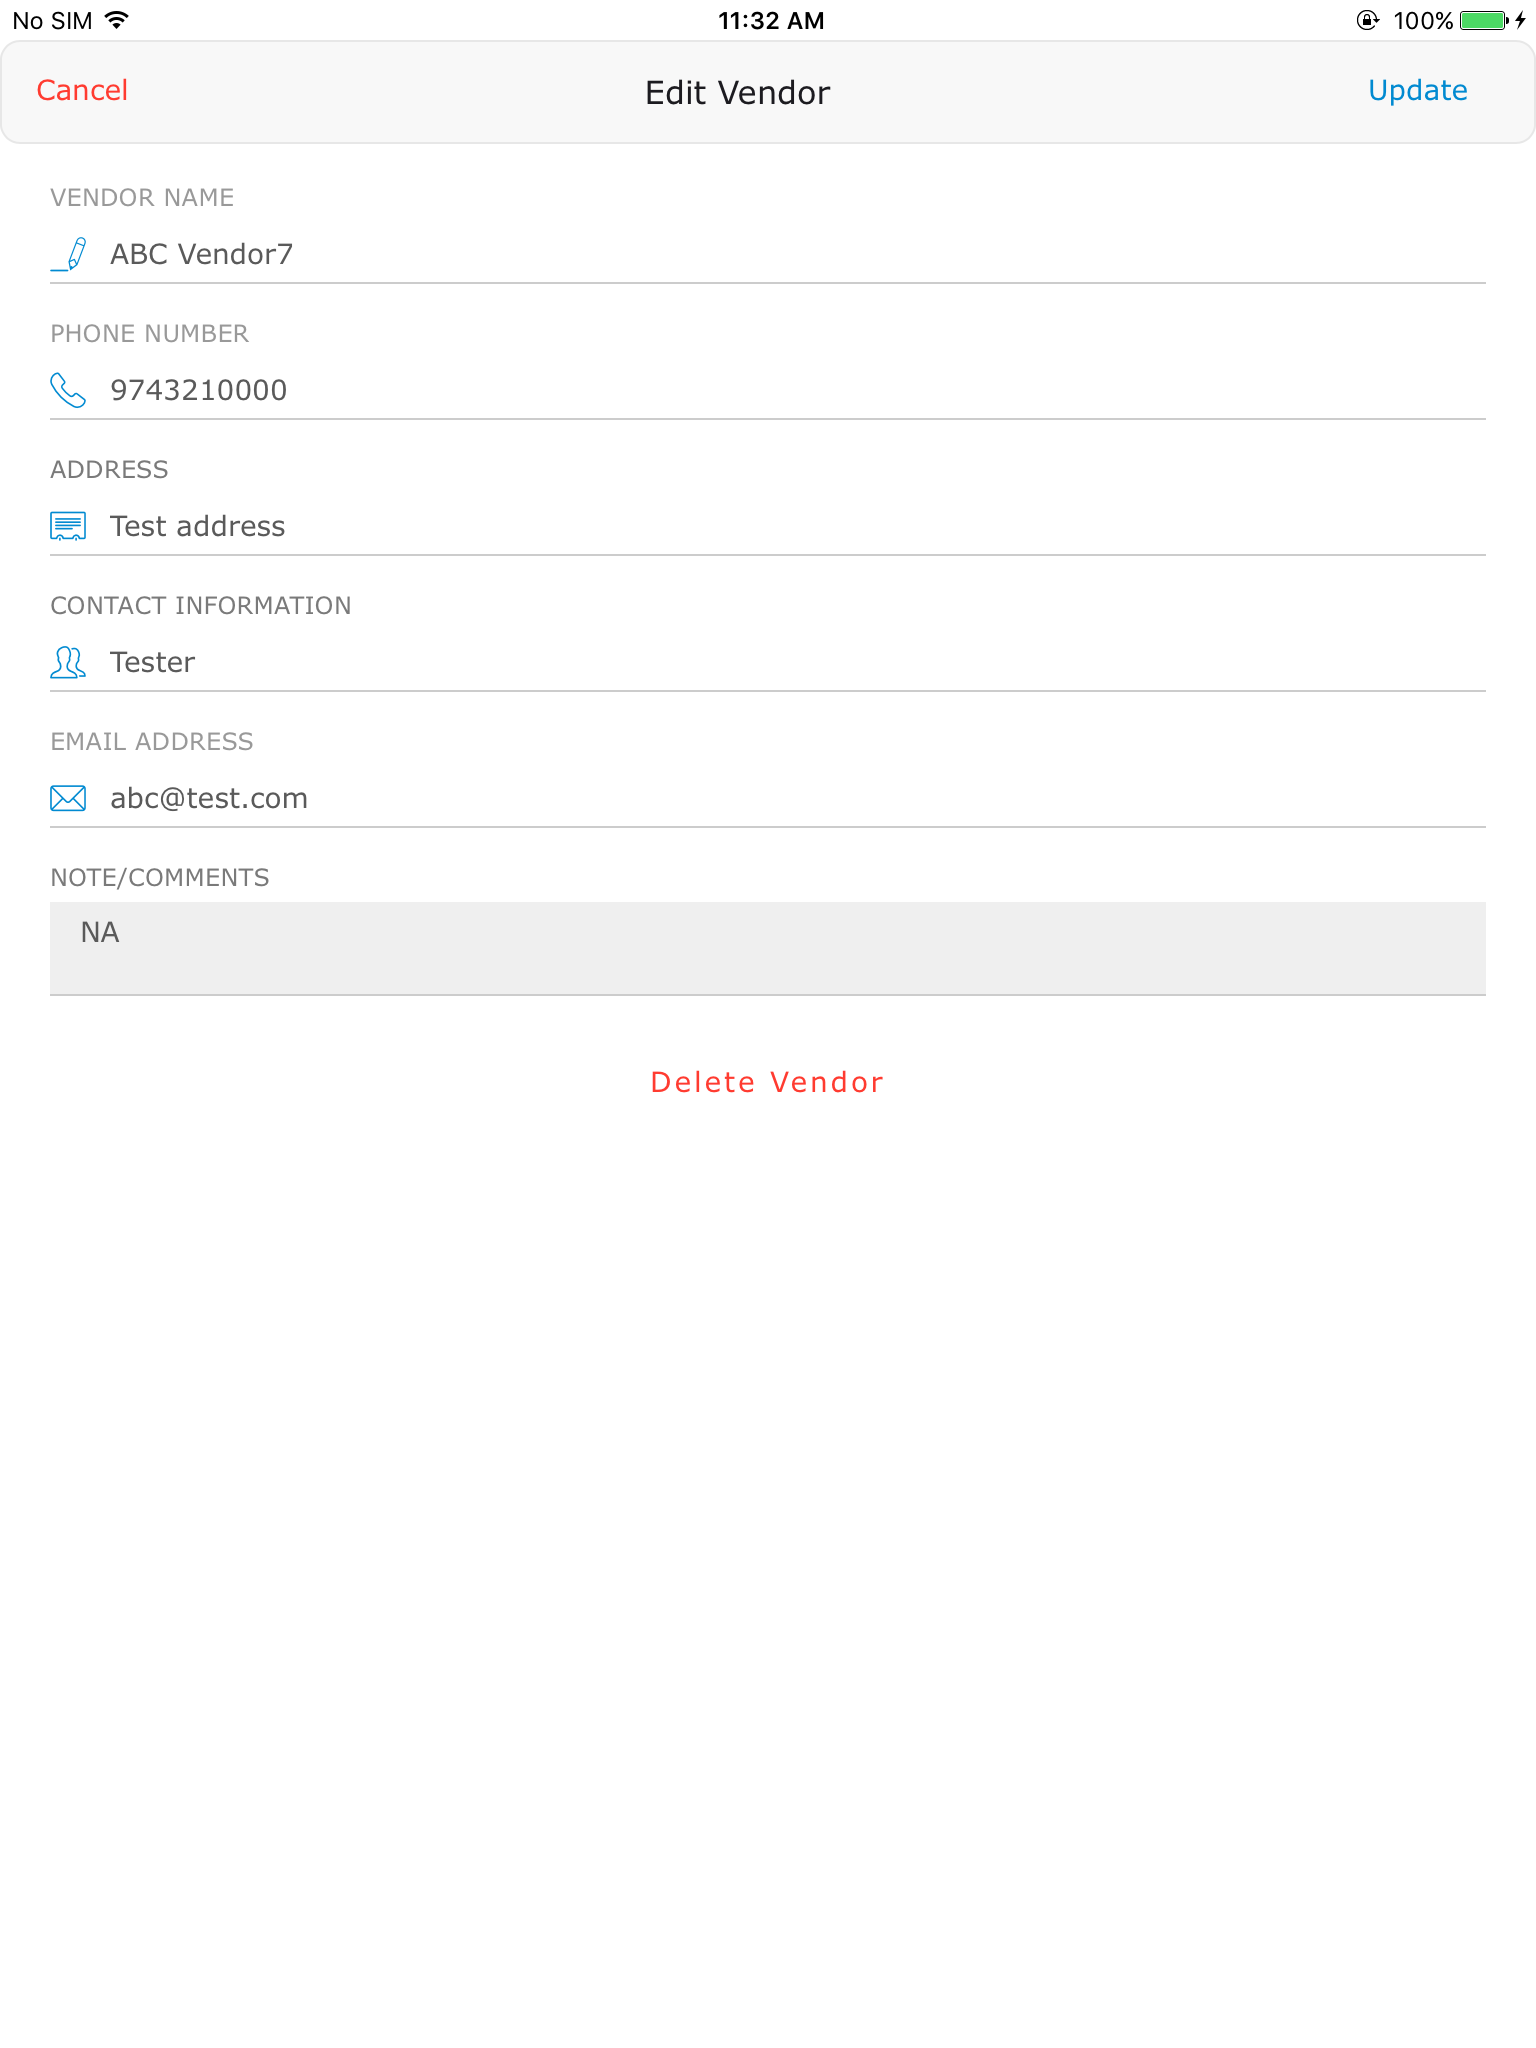 No SIM 11:32 AM 100%
Cancel Edit Vendor Update
VENDOR NAME
ABC Vendor7
PHONE NUMBER
9743210000
ADDRESS
Test address
CONTACT INFORMATION
Tester
EMAIL ADDRESS
abc@test.com
NOTE/COMMENTS
NA
Delete Vendor